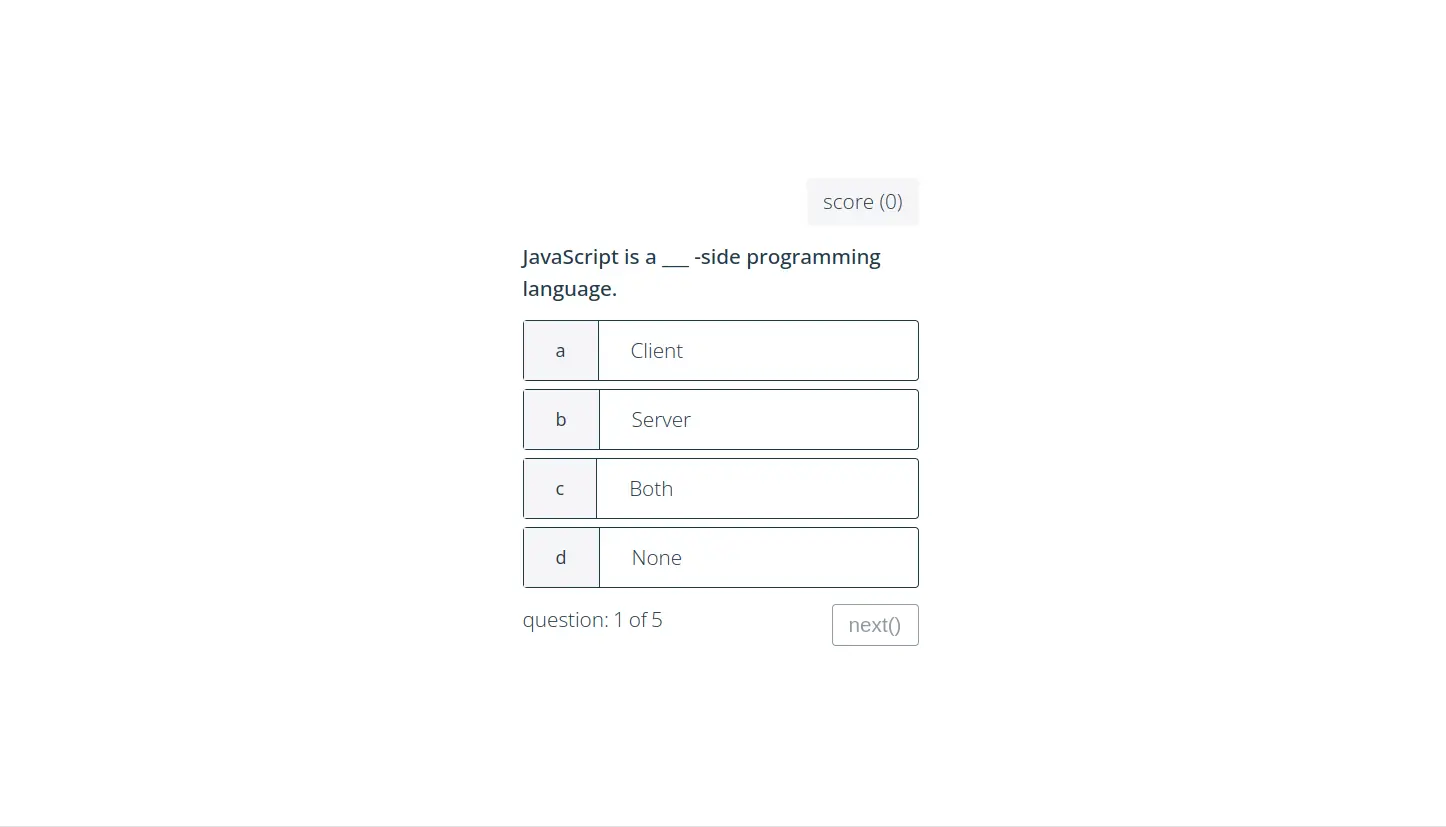 score (0)
JavaScript is a ___ -side programming
language.
a Client
b Server
c Both
d None
question: 1 of 5 next()